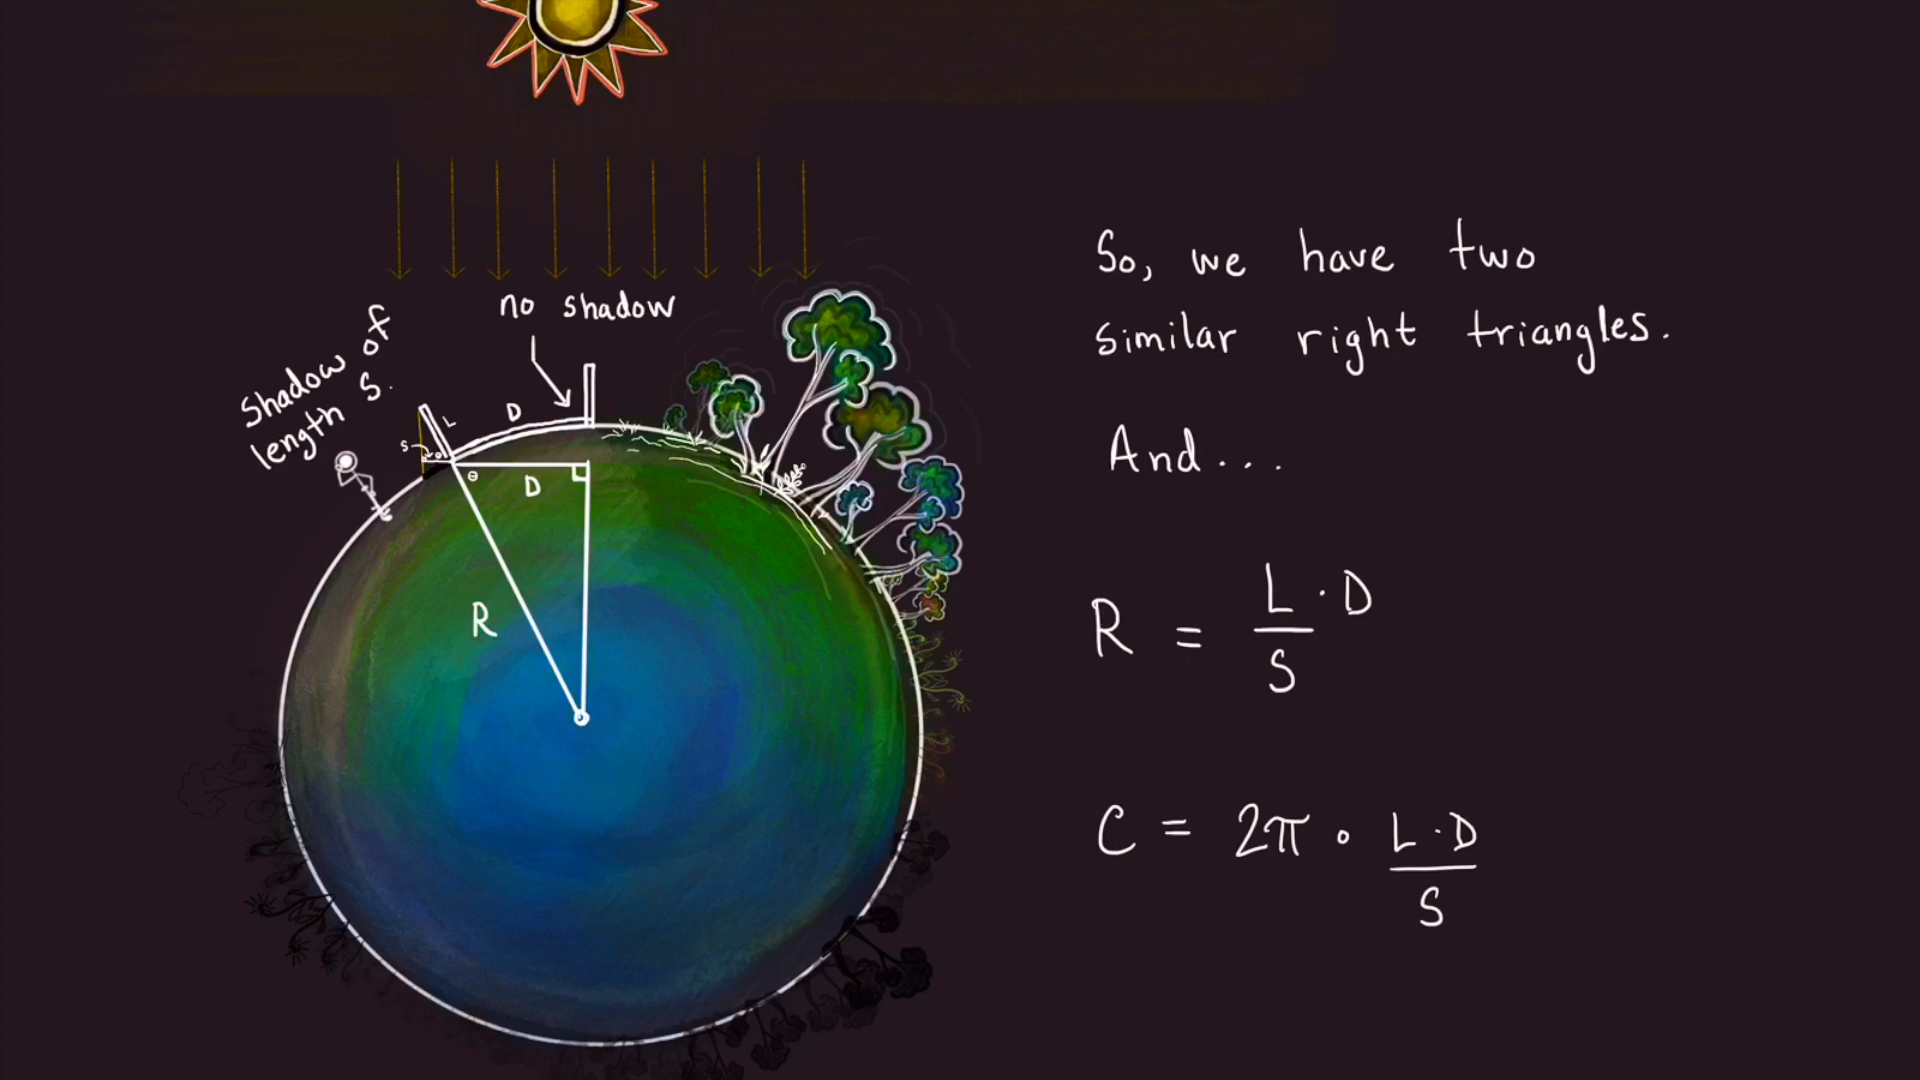 no shadow
Shadow of
length S.
L
D
S
θ
θ
D
R
So, we have two
similar right triangles.
And...
R = L/S · D
C = 2π · L·D/S